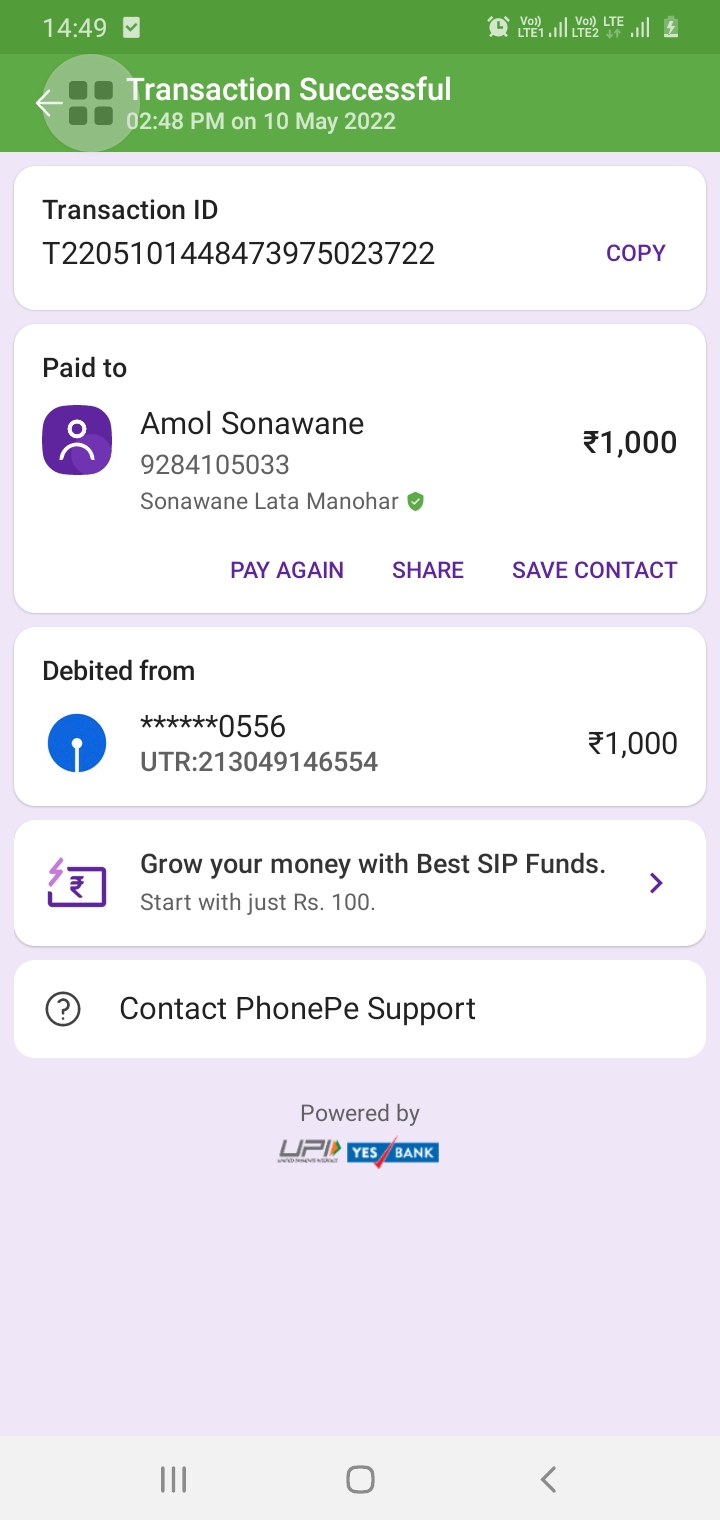 14:49
Vo)) LTE1 Vo)) LTE2 LTE
Transaction Successful
02:48 PM on 10 May 2022
Transaction ID
T2205101448473975023722
COPY
Paid to
Amol Sonawane
₹1,000
9284105033
Sonawane Lata Manohar
PAY AGAIN SHARE SAVE CONTACT
Debited from
******0556
₹1,000
UTR:213049146554
Grow your money with Best SIP Funds.
Start with just Rs. 100.
Contact PhonePe Support
Powered by
UPI YES BANK